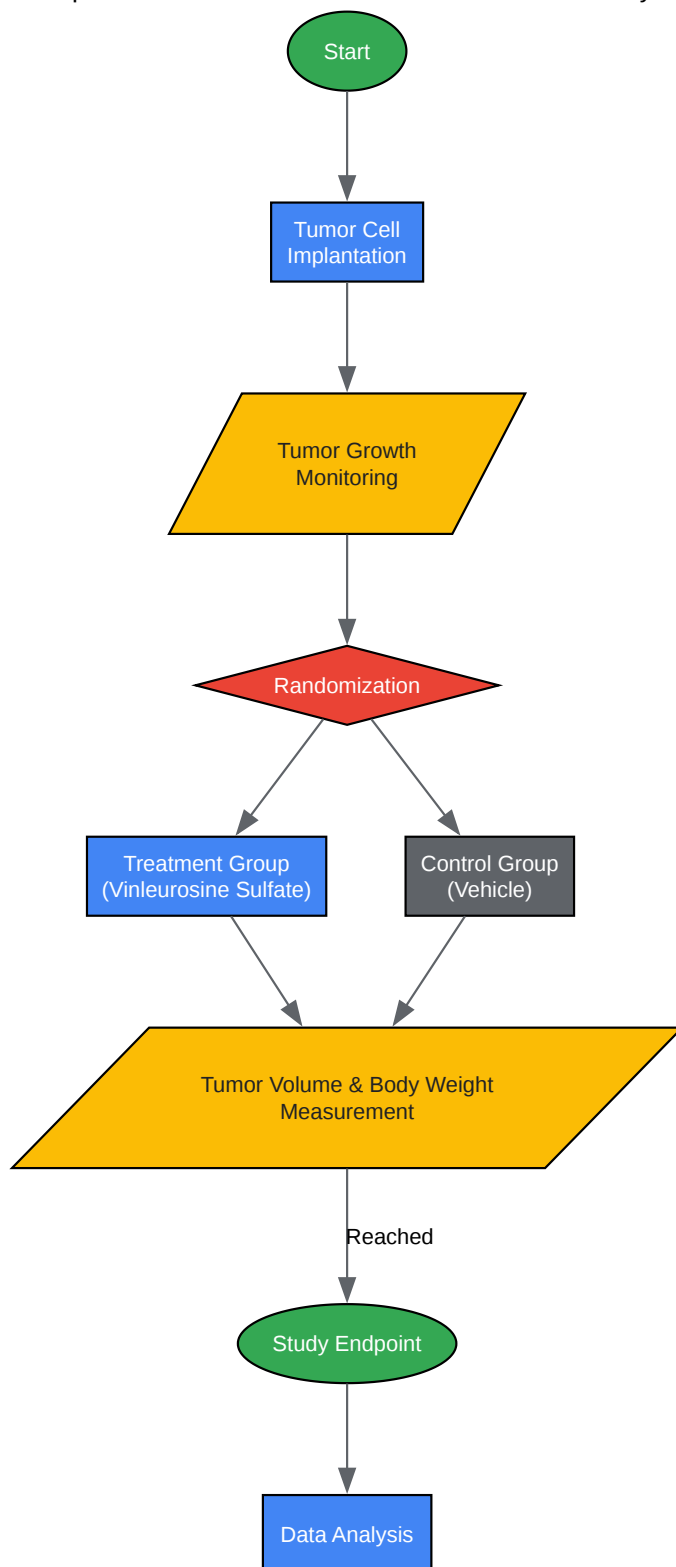 Start
Tumor Cell
Implantation
Tumor Growth
Monitoring
Randomization
Treatment Group
(Vinleurosine Sulfate)
Control Group
(Vehicle)
Tumor Volume & Body Weight
Measurement
Reached
Study Endpoint
Data Analysis